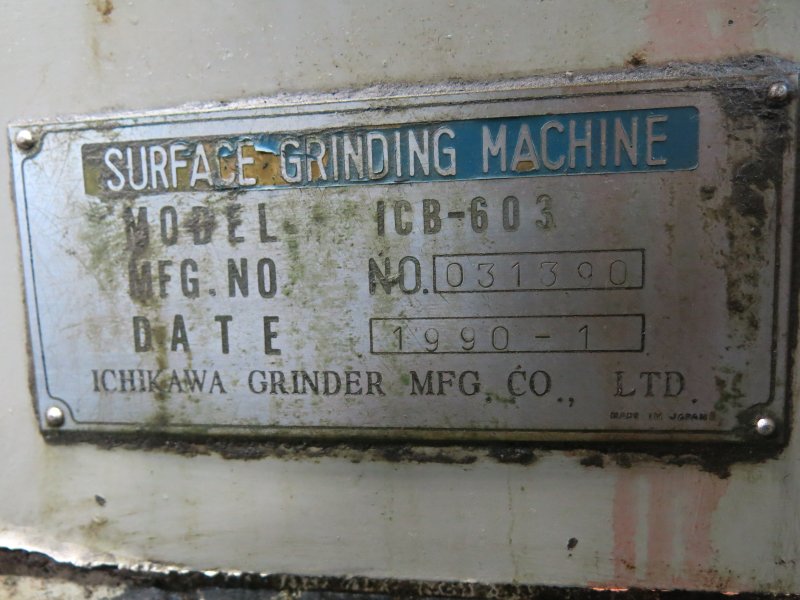 SURFACE GRINDING MACHINE
MODEL ICB-603
MFG. NO NO. 031390
DATE 1990-1
ICHIKAWA GRINDER MFG. CO., LTD.
MADE IN JAPAN